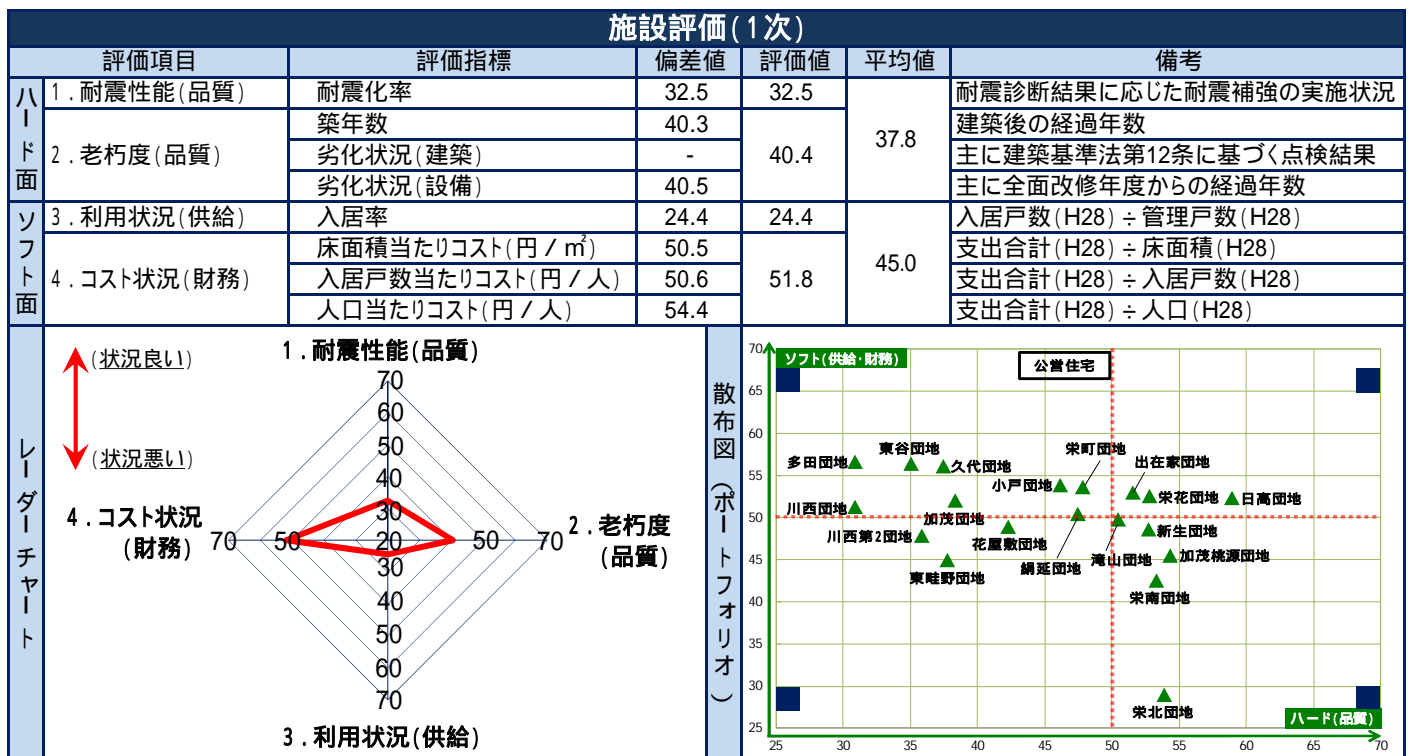 施設評価(1次)
評価項目 評価指標 偏差値 評価値 平均値 備考
ハード面
1.耐震性能(品質) 耐震化率 32.5 32.5 37.8 耐震診断結果に応じた耐震補強の実施状況
2.老朽度(品質) 築年数 40.3 40.4 建築後の経過年数
劣化状況(建築) - 主に建築基準法第12条に基づく点検結果
劣化状況(設備) 40.5 主に全面改修年度からの経過年数
ソフト面
3.利用状況(供給) 入居率 24.4 24.4 45.0 入居戸数(H28)÷管理戸数(H28)
4.コスト状況(財務) 床面積当たりコスト(円/㎡) 50.5 51.8 支出合計(H28)÷床面積(H28)
入居戸数当たりコスト(円/人) 50.6 支出合計(H28)÷入居戸数(H28)
人口当たりコスト(円/人) 54.4 支出合計(H28)÷人口(H28)
レーダーチャート
(状況良い)
(状況悪い)
1.耐震性能(品質)
70
60
50
40
30
4.コスト状況
(財務)
70 50 20 50 70
2.老朽度
(品質)
30
40
50
60
70
3.利用状況(供給)
散布図(ポートフォリオ)
ソフト(供給・財務)
公営住宅
70
65
60
55
50
45
40
35
30
25
多田団地
東谷団地
久代団地
小戸団地
栄町団地
出在家団地
栄花団地
日高団地
川西団地
加茂団地
川西第2団地
花屋敷団地
東畦野団地
絹延団地
滝山団地
新生団地
加茂桃源団地
栄南団地
栄北団地
ハード(品質)
25 30 35 40 45 50 55 60 65 70